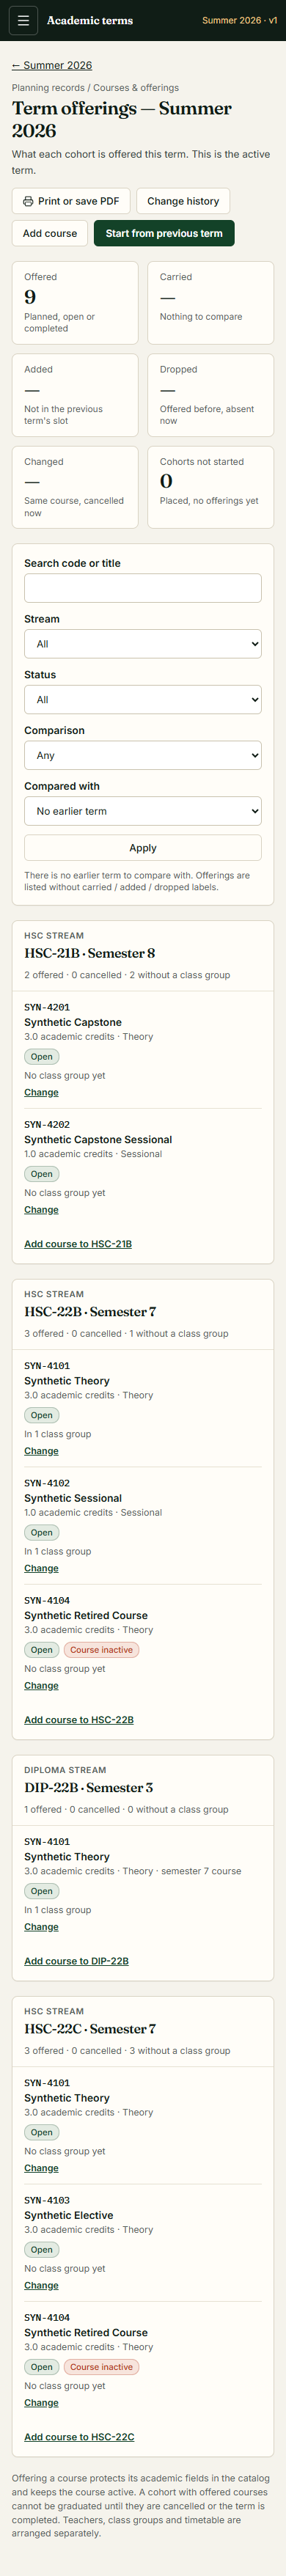 Academic terms
Summer 2026 · v1
← Summer 2026
Planning records / Courses & offerings
Term offerings — Summer
2026
What each cohort is offered this term. This is the active
term.
Print or save PDF
Change history
Add course
Start from previous term
Offered
9
Planned, open or
completed
Carried
—
Nothing to compare
Added
—
Not in the previous
term's slot
Dropped
—
Offered before, absent
now
Changed
—
Same course, cancelled
now
Cohorts not started
0
Placed, no offerings yet
Search code or title
Stream
All
Status
All
Comparison
Any
Compared with
No earlier term
Apply
There is no earlier term to compare with. Offerings are
listed without carried / added / dropped labels.
HSC STREAM
HSC-21B · Semester 8
2 offered · 0 cancelled · 2 without a class group
SYN-4201
Synthetic Capstone
3.0 academic credits · Theory
Open
No class group yet
Change
SYN-4202
Synthetic Capstone Sessional
1.0 academic credits · Sessional
Open
No class group yet
Change
Add course to HSC-21B
HSC STREAM
HSC-22B · Semester 7
3 offered · 0 cancelled · 1 without a class group
SYN-4101
Synthetic Theory
3.0 academic credits · Theory
Open
In 1 class group
Change
SYN-4102
Synthetic Sessional
1.0 academic credits · Sessional
Open
In 1 class group
Change
SYN-4104
Synthetic Retired Course
3.0 academic credits · Theory
Open
Course inactive
No class group yet
Change
Add course to HSC-22B
DIPLOMA STREAM
DIP-22B · Semester 3
1 offered · 0 cancelled · 0 without a class group
SYN-4101
Synthetic Theory
3.0 academic credits · Theory · semester 7 course
Open
In 1 class group
Change
Add course to DIP-22B
HSC STREAM
HSC-22C · Semester 7
3 offered · 0 cancelled · 3 without a class group
SYN-4101
Synthetic Theory
3.0 academic credits · Theory
Open
No class group yet
Change
SYN-4103
Synthetic Elective
3.0 academic credits · Theory
Open
No class group yet
Change
SYN-4104
Synthetic Retired Course
3.0 academic credits · Theory
Open
Course inactive
No class group yet
Change
Add course to HSC-22C
Offering a course protects its academic fields in the catalog
and keeps the course active. A cohort with offered courses
cannot be graduated until they are cancelled or the term is
completed. Teachers, class groups and timetable are
arranged separately.